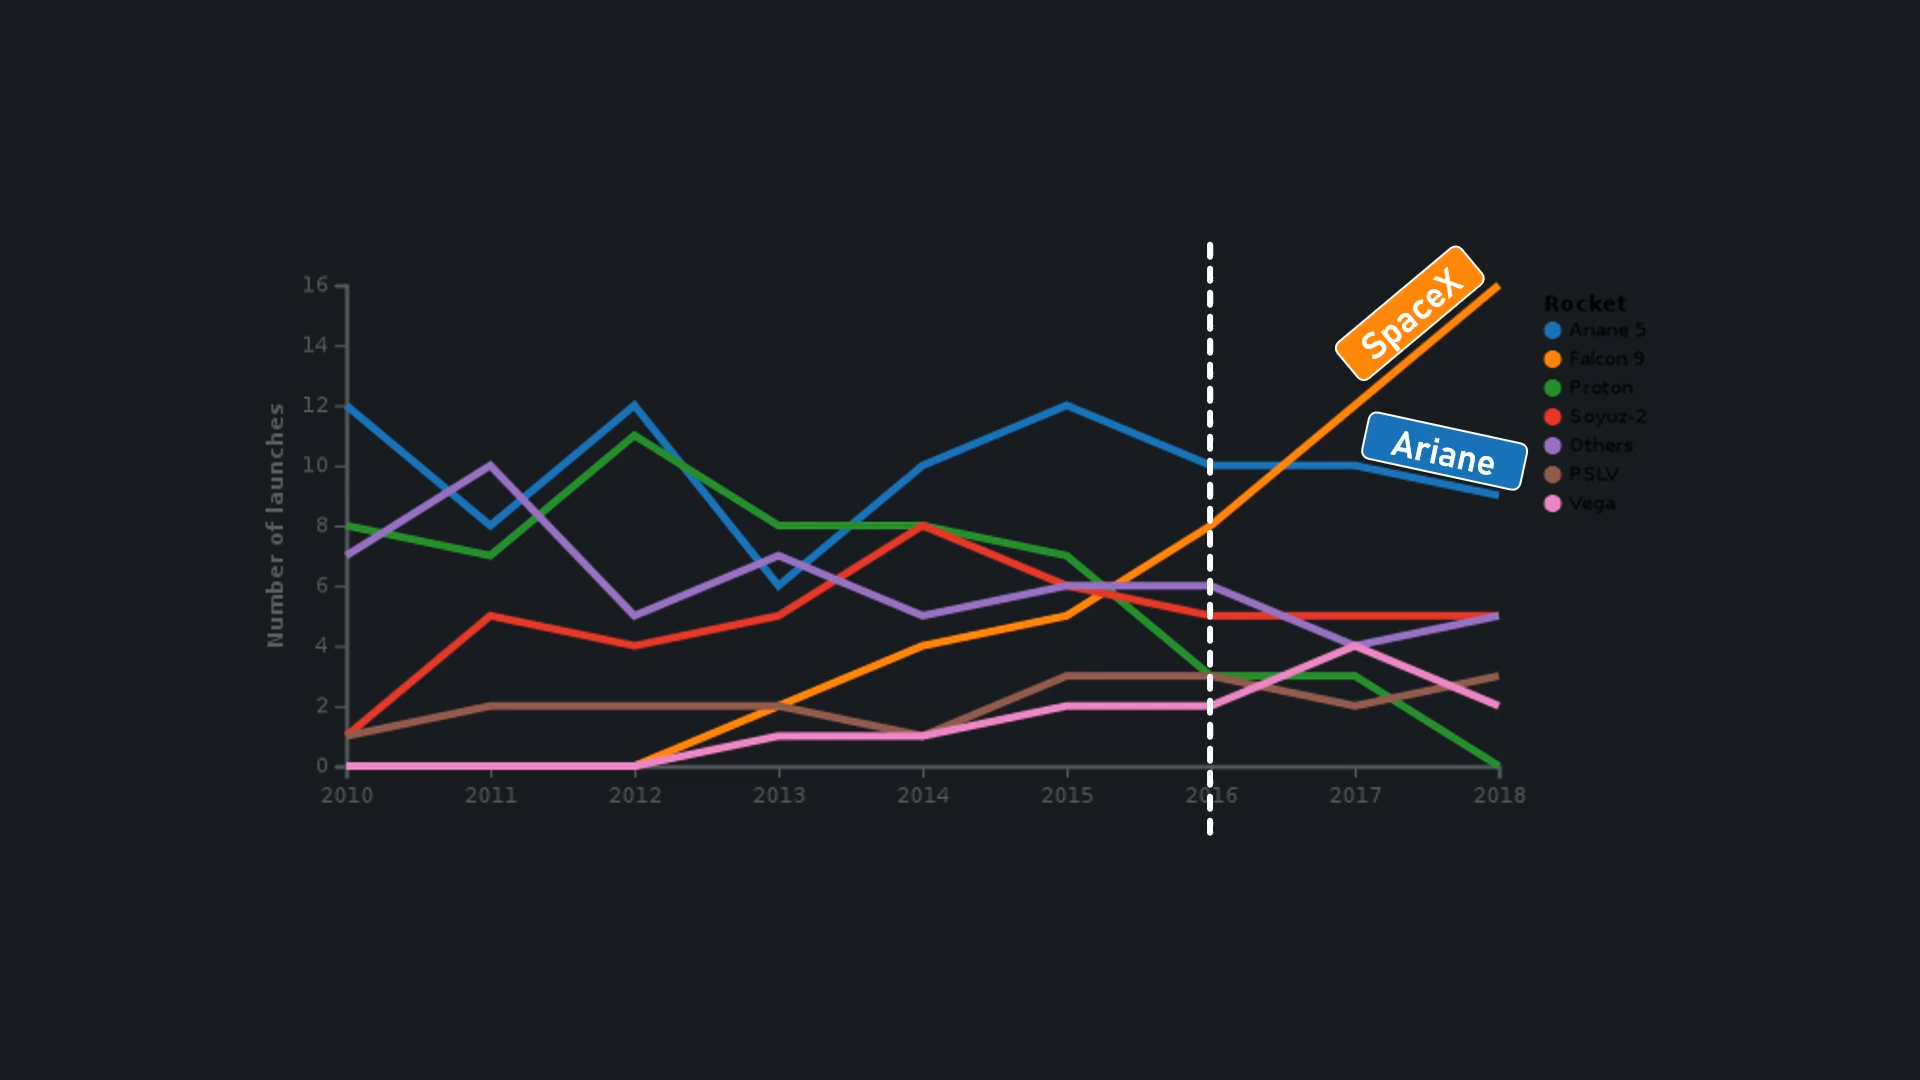 Number of launches
16
14
12
10
8
6
4
2
0
2010 2011 2012 2013 2014 2015 2016 2017 2018
SpaceX
Ariane
Rocket
Ariane 5
Falcon 9
Proton
Soyuz-2
Others
PSLV
Vega